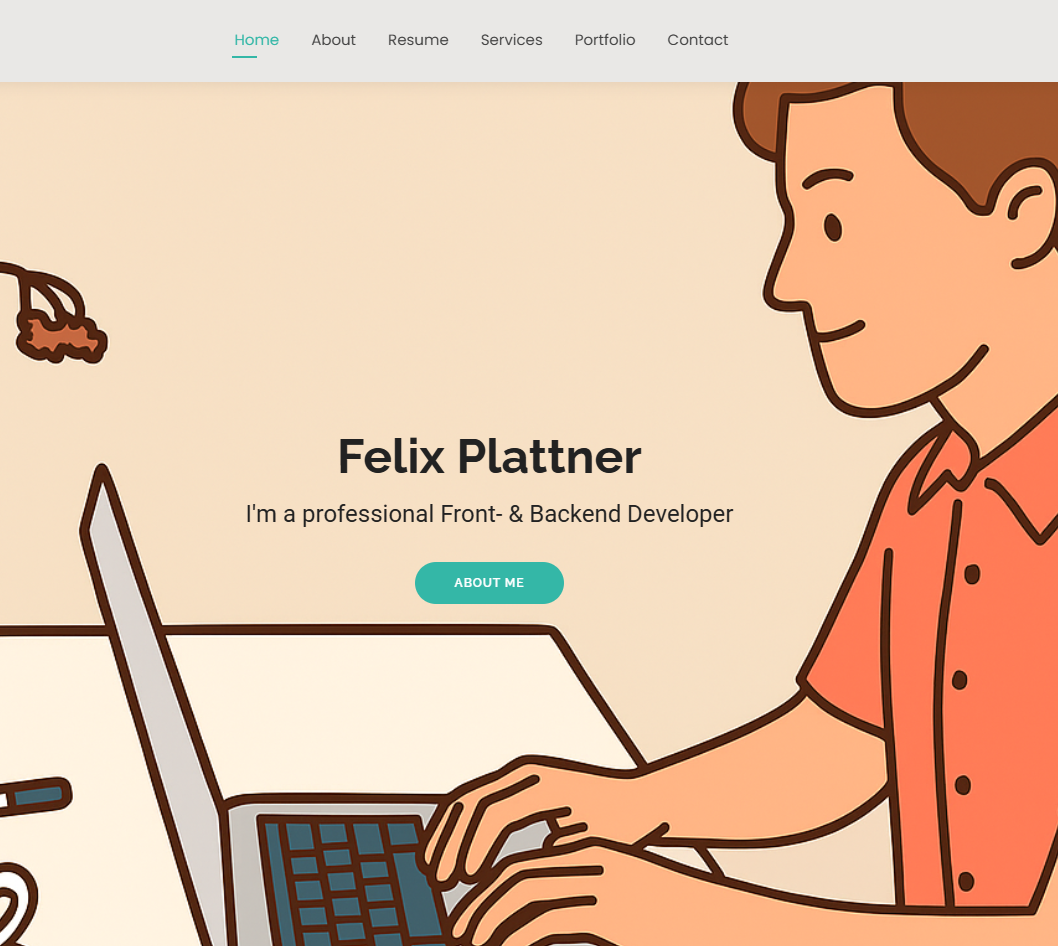 Home About Resume Services Portfolio Contact
Felix Plattner
I'm a professional Front- & Backend Developer
ABOUT ME